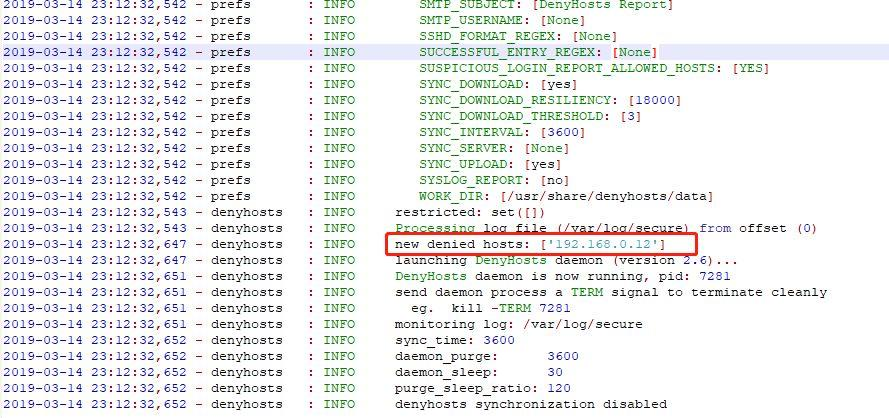 2019-03-14 23:12:32,542 - prefs : INFO SMTP_SUBJECT: [DenyHosts Report]
2019-03-14 23:12:32,542 - prefs : INFO SMTP_USERNAME: [None]
2019-03-14 23:12:32,542 - prefs : INFO SSHD_FORMAT_REGEX: [None]
2019-03-14 23:12:32,542 - prefs : INFO SUCCESSFUL_ENTRY_REGEX: [None]
2019-03-14 23:12:32,542 - prefs : INFO SUSPICIOUS_LOGIN_REPORT_ALLOWED_HOSTS: [YES]
2019-03-14 23:12:32,542 - prefs : INFO SYNC_DOWNLOAD: [yes]
2019-03-14 23:12:32,542 - prefs : INFO SYNC_DOWNLOAD_RESILIENCY: [18000]
2019-03-14 23:12:32,542 - prefs : INFO SYNC_DOWNLOAD_THRESHOLD: [3]
2019-03-14 23:12:32,542 - prefs : INFO SYNC_INTERVAL: [3600]
2019-03-14 23:12:32,542 - prefs : INFO SYNC_SERVER: [None]
2019-03-14 23:12:32,542 - prefs : INFO SYNC_UPLOAD: [yes]
2019-03-14 23:12:32,542 - prefs : INFO SYSLOG_REPORT: [no]
2019-03-14 23:12:32,542 - prefs : INFO WORK_DIR: [/usr/share/denyhosts/data]
2019-03-14 23:12:32,543 - denyhosts : INFO restricted: set([])
2019-03-14 23:12:32,543 - denyhosts : INFO Processing log file (/var/log/secure) from offset (0)
2019-03-14 23:12:32,647 - denyhosts : INFO new denied hosts: ['192.168.0.12']
2019-03-14 23:12:32,647 - denyhosts : INFO launching DenyHosts daemon (version 2.6)...
2019-03-14 23:12:32,651 - denyhosts : INFO DenyHosts daemon is now running, pid: 7281
2019-03-14 23:12:32,651 - denyhosts : INFO send daemon process a TERM signal to terminate cleanly
2019-03-14 23:12:32,651 - denyhosts : INFO eg. kill -TERM 7281
2019-03-14 23:12:32,651 - denyhosts : INFO monitoring log: /var/log/secure
2019-03-14 23:12:32,652 - denyhosts : INFO sync_time: 3600
2019-03-14 23:12:32,652 - denyhosts : INFO daemon_purge: 3600
2019-03-14 23:12:32,652 - denyhosts : INFO daemon_sleep: 30
2019-03-14 23:12:32,652 - denyhosts : INFO purge_sleep_ratio: 120
2019-03-14 23:12:32,652 - denyhosts : INFO denyhosts synchronization disabled